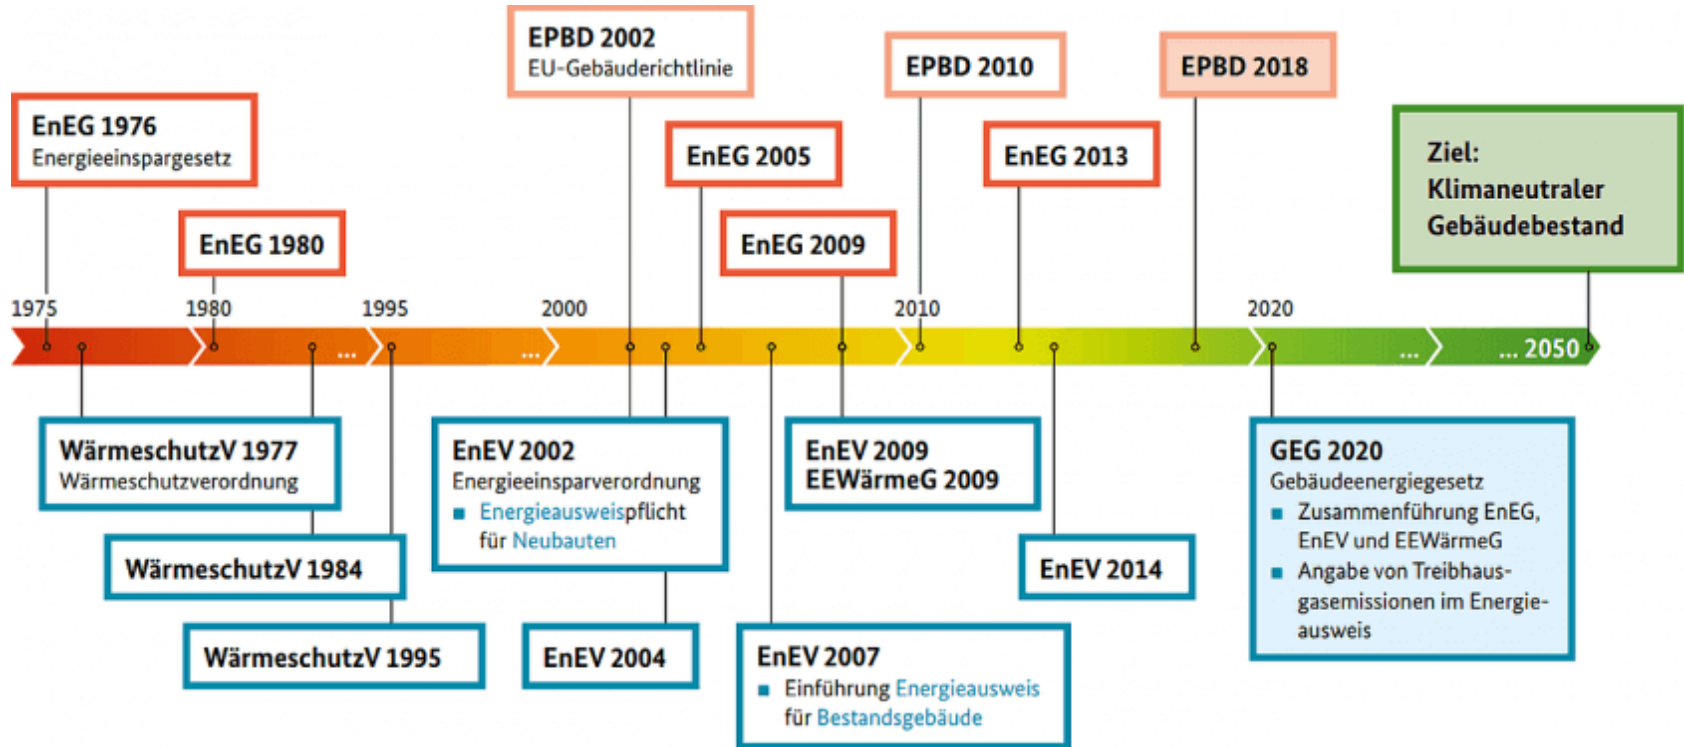 EPBD 2002
EU-Gebäuderichtlinie
EPBD 2010
EPBD 2018
EnEG 1976
Energieeinspargesetz
EnEG 2005
EnEG 2013
Ziel:
Klimaneutraler
Gebäudebestand
EnEG 1980
EnEG 2009
1975
1980
1995
2000
2010
2020
...
...
...
... 2050
WärmeschutzV 1977
Wärmeschutzverordnung
WärmeschutzV 1984
WärmeschutzV 1995
EnEV 2002
Energieeinsparverordnung
■ Energieausweispflicht
für Neubauten
EnEV 2004
EnEV 2007
■ Einführung Energieausweis
für Bestandsgebäude
EnEV 2009
EEWärmeG 2009
EnEV 2014
GEG 2020
Gebäudeenergiegesetz
■ Zusammenführung EnEG,
EnEV und EEWärmeG
■ Angabe von Treibhaus-
gasemissionen im Energie-
ausweis